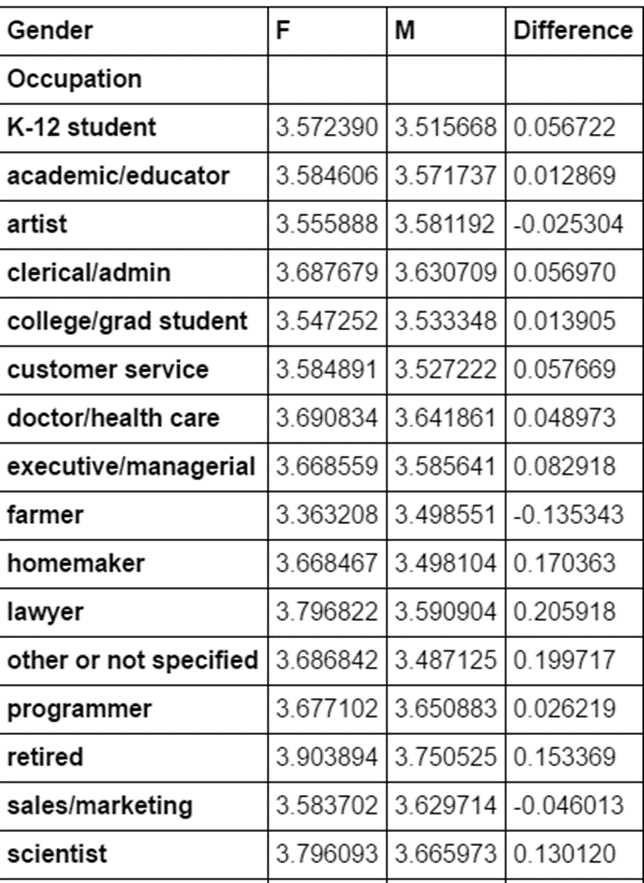 Gender F M Difference
Occupation
K-12 student 3.572390 3.515668 0.056722
academic/educator 3.584606 3.571737 0.012869
artist 3.555888 3.581192 -0.025304
clerical/admin 3.687679 3.630709 0.056970
college/grad student 3.547252 3.533348 0.013905
customer service 3.584891 3.527222 0.057669
doctor/health care 3.690834 3.641861 0.048973
executive/managerial 3.668559 3.585641 0.082918
farmer 3.363208 3.498551 -0.135343
homemaker 3.668467 3.498104 0.170363
lawyer 3.796822 3.590904 0.205918
other or not specified 3.686842 3.487125 0.199717
programmer 3.677102 3.650883 0.026219
retired 3.903894 3.750525 0.153369
sales/marketing 3.583702 3.629714 -0.046013
scientist 3.796093 3.665973 0.130120